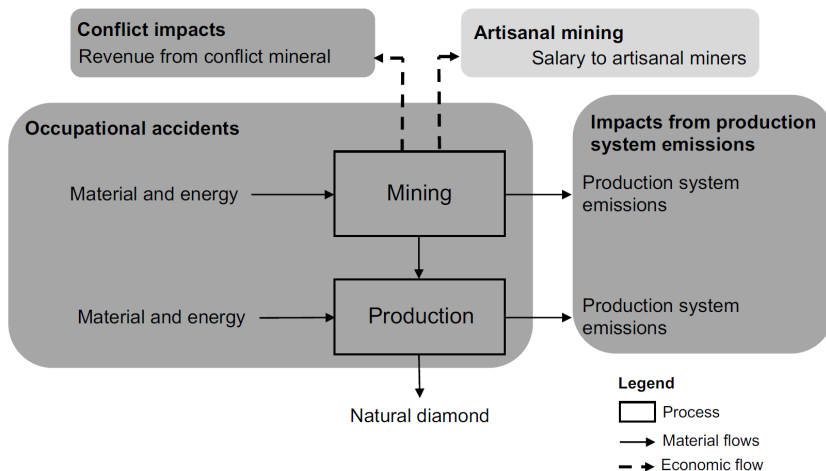 Conflict impacts
Revenue from conflict mineral
Artisanal mining
Salary to artisanal miners
Occupational accidents
Impacts from production
system emissions
Material and energy
Mining
Production system
emissions
Material and energy
Production
Production system
emissions
Natural diamond
Legend
Process
Material flows
Economic flow